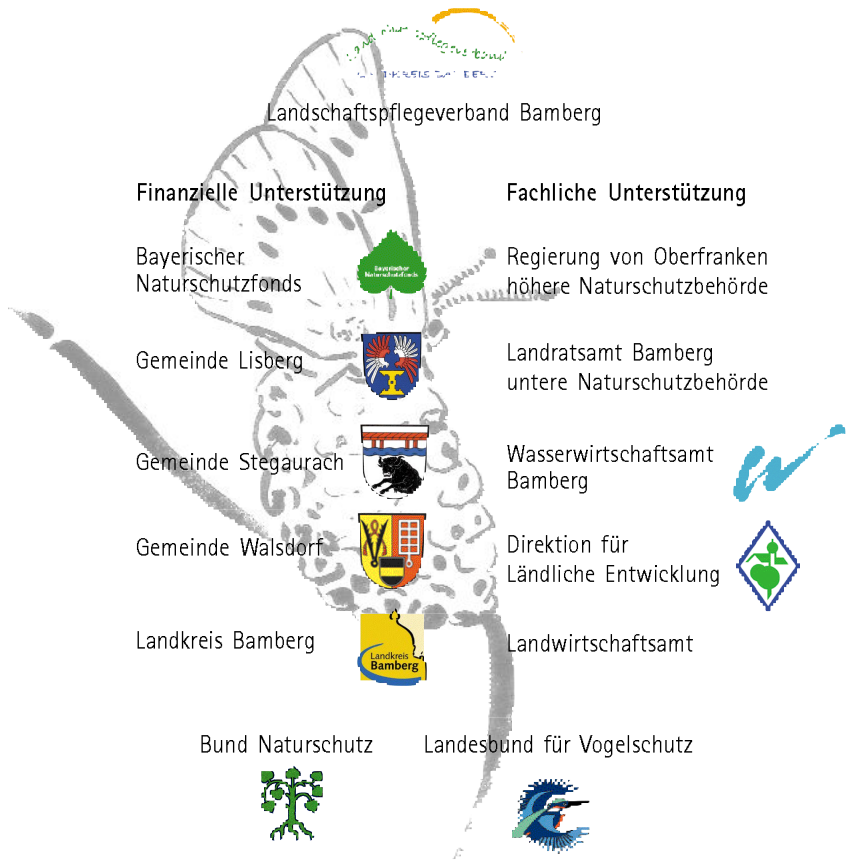 Landschaftspflegeverband Bamberg
Finanzielle Unterstützung
Bayerischer
Naturschutzfonds
Bayerischer
Naturschutzfonds
Gemeinde Lisberg
Gemeinde Stegaurach
Gemeinde Walsdorf
Landkreis Bamberg
Landkreis
Bamberg
Fachliche Unterstützung
Regierung von Oberfranken
höhere Naturschutzbehörde
Landratsamt Bamberg
untere Naturschutzbehörde
Wasserwirtschaftsamt
Bamberg
Direktion für
Ländliche Entwicklung
Landwirtschaftsamt
Bund Naturschutz
Landesbund für Vogelschutz